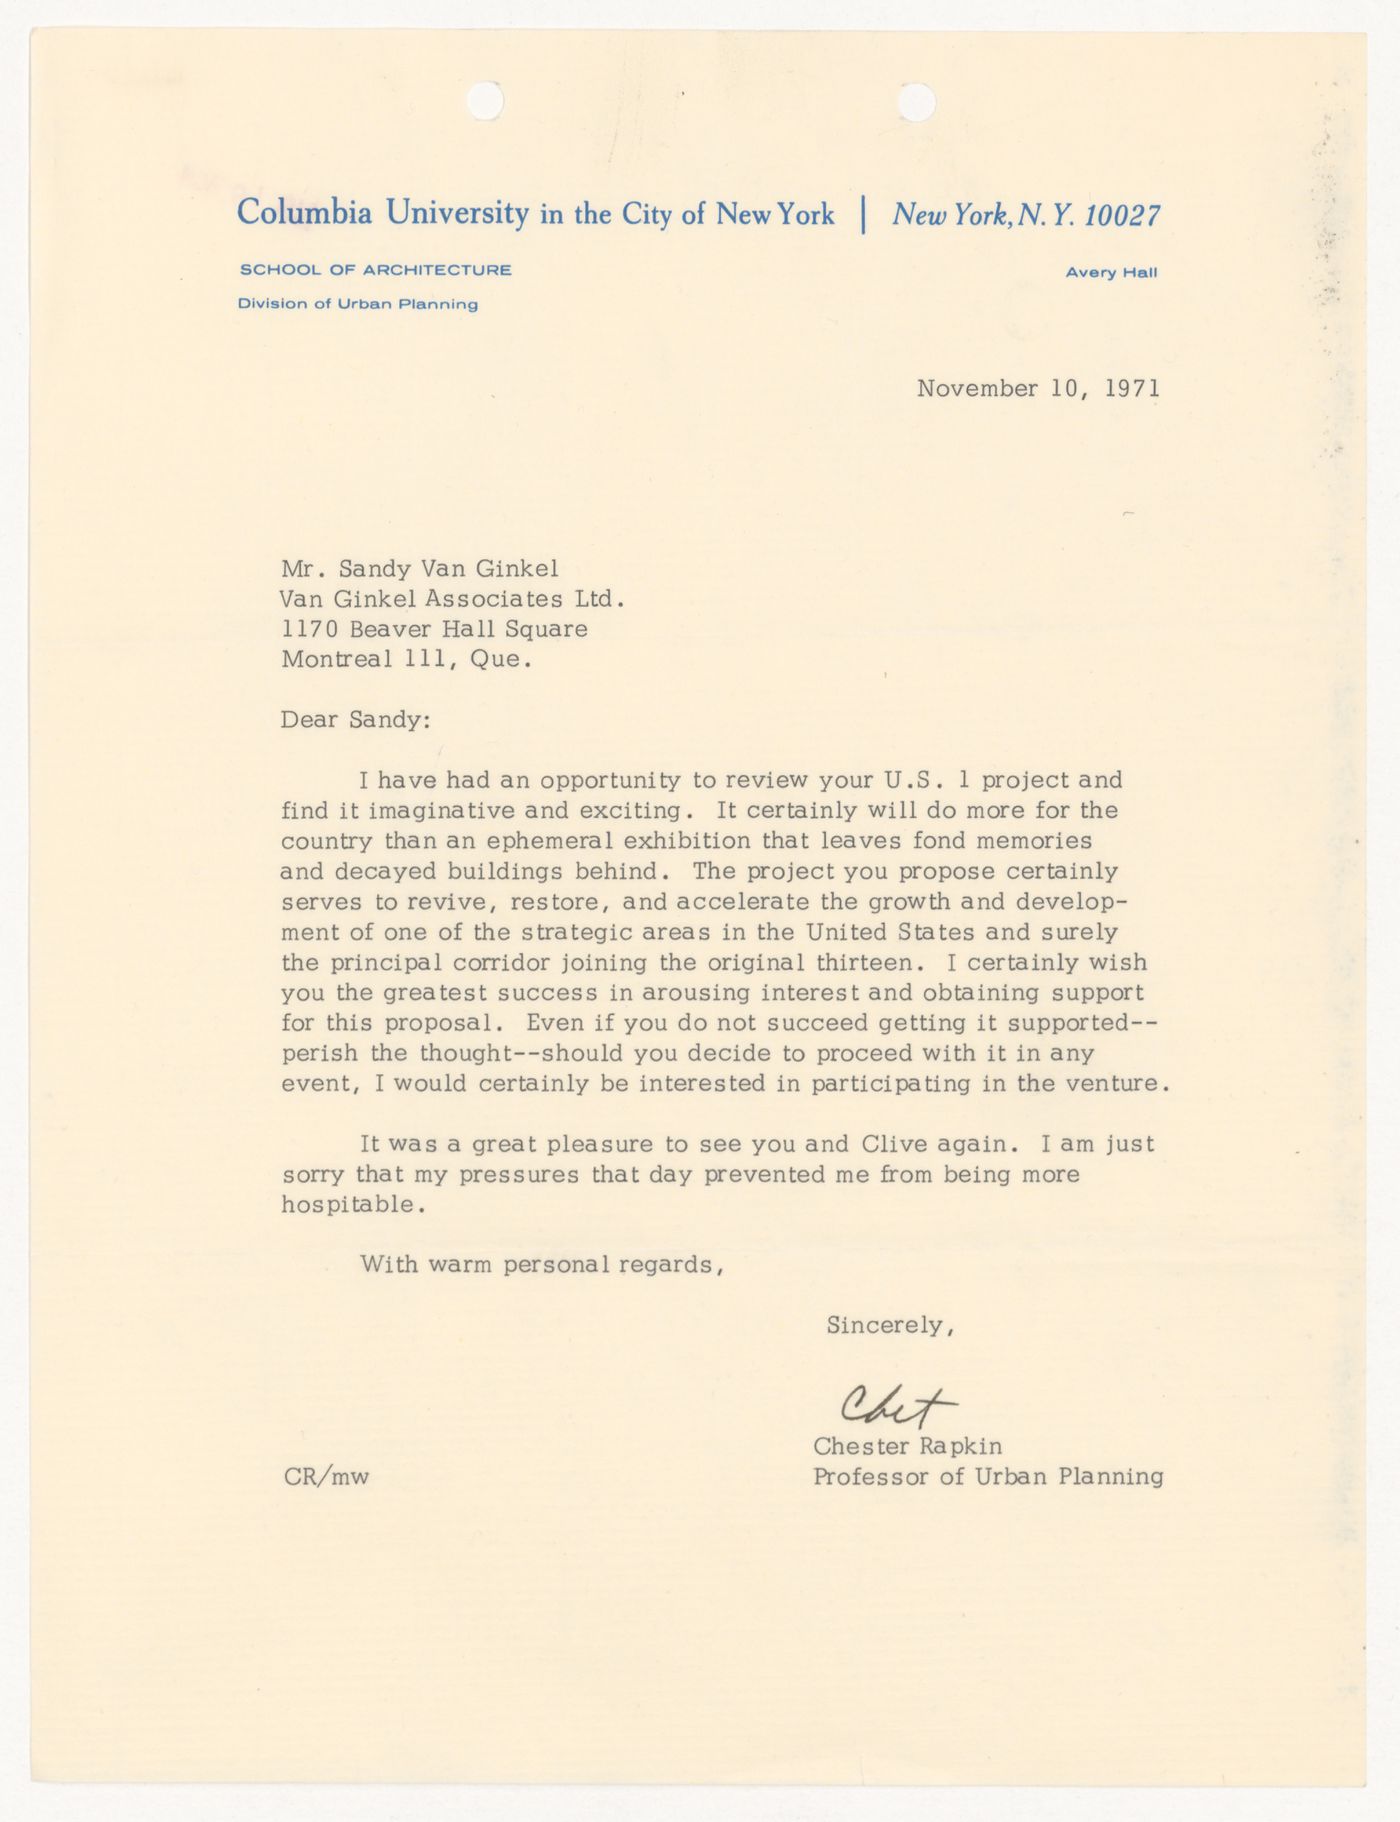 Columbia University in the City of New York | New York, N. Y. 10027
SCHOOL OF ARCHITECTURE Avery Hall
Division of Urban Planning
November 10, 1971
Mr. Sandy Van Ginkel
Van Ginkel Associates Ltd.
1170 Beaver Hall Square
Montreal 111, Que.
Dear Sandy:
I have had an opportunity to review your U.S. 1 project and
find it imaginative and exciting. It certainly will do more for the
country than an ephemeral exhibition that leaves fond memories
and decayed buildings behind. The project you propose certainly
serves to revive, restore, and accelerate the growth and develop-
ment of one of the strategic areas in the United States and surely
the principal corridor joining the original thirteen. I certainly wish
you the greatest success in arousing interest and obtaining support
for this proposal. Even if you do not succeed getting it supported--
perish the thought--should you decide to proceed with it in any
event, I would certainly be interested in participating in the venture.
It was a great pleasure to see you and Clive again. I am just
sorry that my pressures that day prevented me from being more
hospitable.
With warm personal regards,
Sincerely,
Chet
Chester Rapkin
CR/mw Professor of Urban Planning